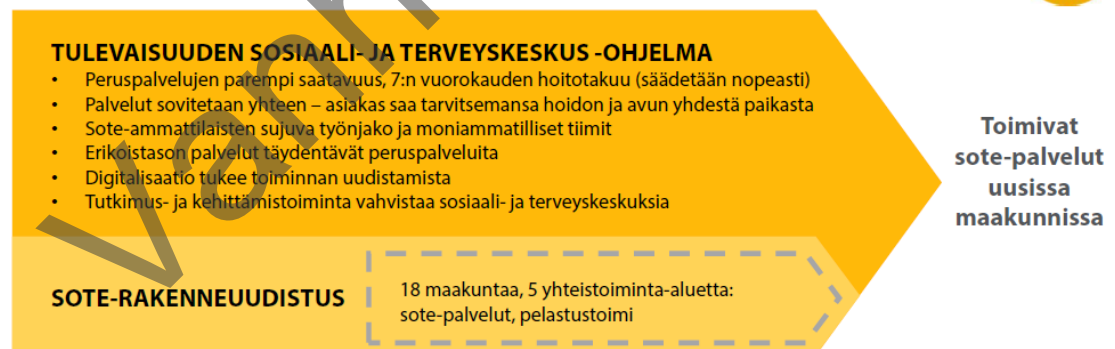 TULEVAISUUDEN SOSIAALI- JA TERVEYSKESKUS -OHJELMA
• Peruspalvelujen parempi saatavuus, 7:n vuorokauden hoitotakuu (säädetään nopeasti)
• Palvelut sovitetaan yhteen – asiakas saa tarvitsemansa hoidon ja avun yhdestä paikasta
• Sote-ammattilaisten sujuva työnjako ja moniammatilliset tiimit
• Erikoistason palvelut täydentävät peruspalveluita
• Digitalisaatio tukee toiminnan uudistamista
• Tutkimus- ja kehittämistoiminta vahvistaa sosiaali- ja terveyskeskuksia
Toimivat
sote-palvelut
uusissa
maakunnissa
SOTE-RAKENNEUUDISTUS
18 maakuntaa, 5 yhteistoiminta-aluetta:
sote-palvelut, pelastustoimi